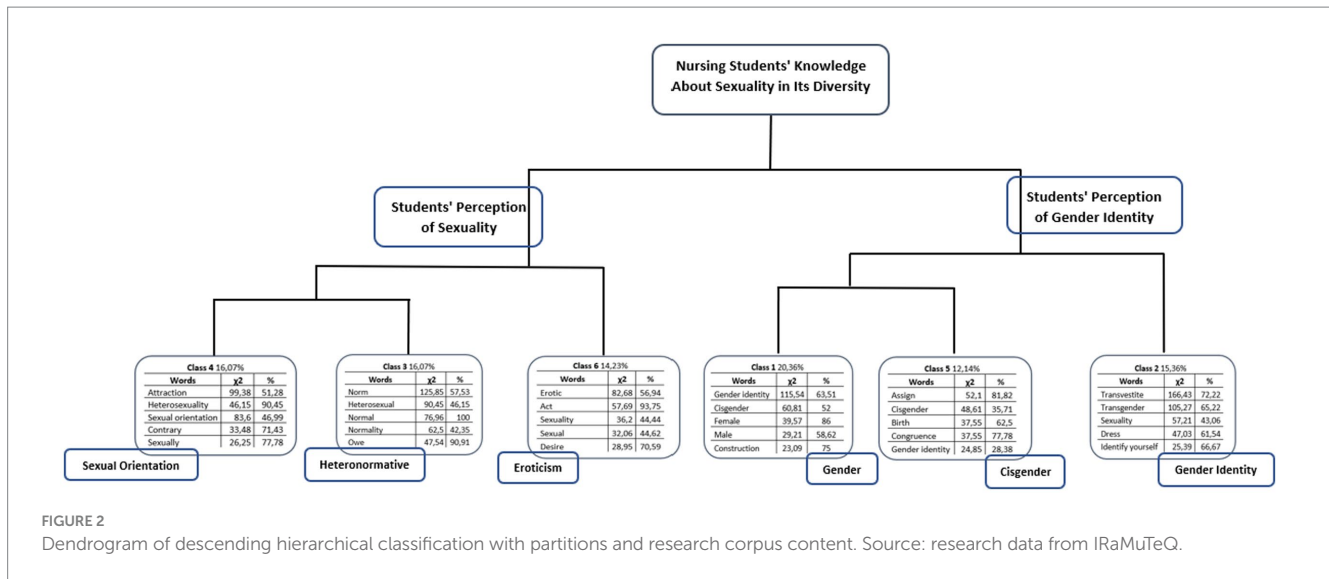 Nursing Students' Knowledge
About Sexuality in Its Diversity
Students' Perception
of Sexuality
Students' Perception
of Gender Identity
Class 4 16,07%
Words χ2 %
Attraction 99,38 51,28
Heterosexuality 46,15 90,45
Sexual orientation 83,6 46,99
Contrary 33,48 71,43
Sexually 26,25 77,78
Sexual Orientation
Class 3 16,07%
Words χ2 %
Norm 125,85 57,53
Heterosexual 90,45 46,15
Normal 76,96 100
Normality 62,5 42,35
Owe 47,54 90,91
Heteronormative
Class 6 14,23%
Words χ2 %
Erotic 82,68 56,94
Act 57,69 93,75
Sexuality 36,2 44,44
Sexual 32,06 44,62
Desire 28,95 70,59
Eroticism
Class 1 20,36%
Words χ2 %
Gender identity 115,54 63,51
Cisgender 60,81 52
Female 39,57 86
Male 29,21 58,62
Construction 23,09 75
Gender
Class 5 12,14%
Words χ2 %
Assign 52,1 81,82
Cisgender 48,61 35,71
Birth 37,55 62,5
Congruence 37,55 77,78
Gender identity 24,85 28,38
Cisgender
Class 2 15,36%
Words χ2 %
Transvestite 166,43 72,22
Transgender 105,27 65,22
Sexuality 57,21 43,06
Dress 47,03 61,54
Identify yourself 25,39 66,67
Gender Identity
FIGURE 2
Dendrogram of descending hierarchical classification with partitions and research corpus content. Source: research data from IRaMuTeQ.